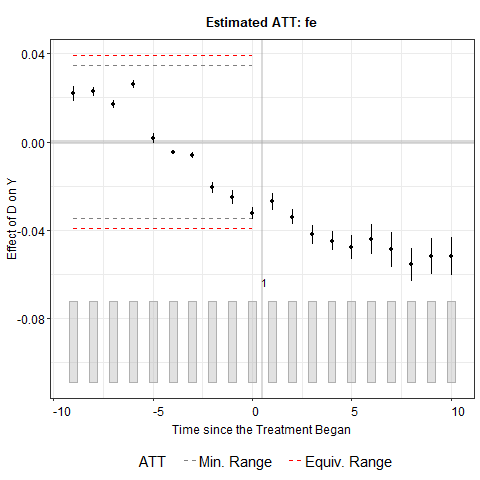 Estimated ATT: fe
Effect of D on Y
0.04
0.00
-0.04
-0.08
1
-10
-5
0
5
10
Time since the Treatment Began
ATT
Min. Range
Equiv. Range